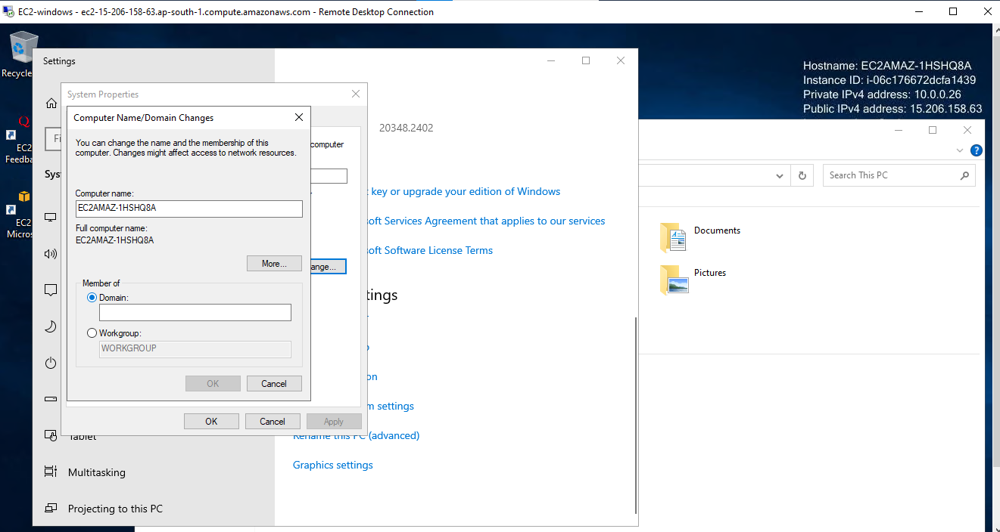 EC2-windows - ec2-15-206-158-63.ap-south-1.compute.amazonaws.com - Remote Desktop Connection
Recycle
EC2
Feedba
EC2
Micros
Hostname: EC2AMAZ-1HSHQ8A
Instance ID: i-06c176672dcfa1439
Private IPv4 address: 10.0.0.26
Public IPv4 address: 15.206.158.63
Settings
Fi
Sys
Tablet
Multitasking
Projecting to this PC
20348.2402
key or upgrade your edition of Windows
soft Services Agreement that applies to our services
soft Software License Terms
tings
on
m settings
Rename this PC (advanced)
Graphics settings
System Properties
computer
ange...
OK
Cancel
Apply
Computer Name/Domain Changes
You can change the name and the membership of this
computer. Changes might affect access to network resources.
Computer name:
EC2AMAZ-1HSHQ8A
Full computer name:
EC2AMAZ-1HSHQ8A
More...
Member of
Domain:
Workgroup:
WORKGROUP
OK
Cancel
?
Search This PC
Documents
Pictures